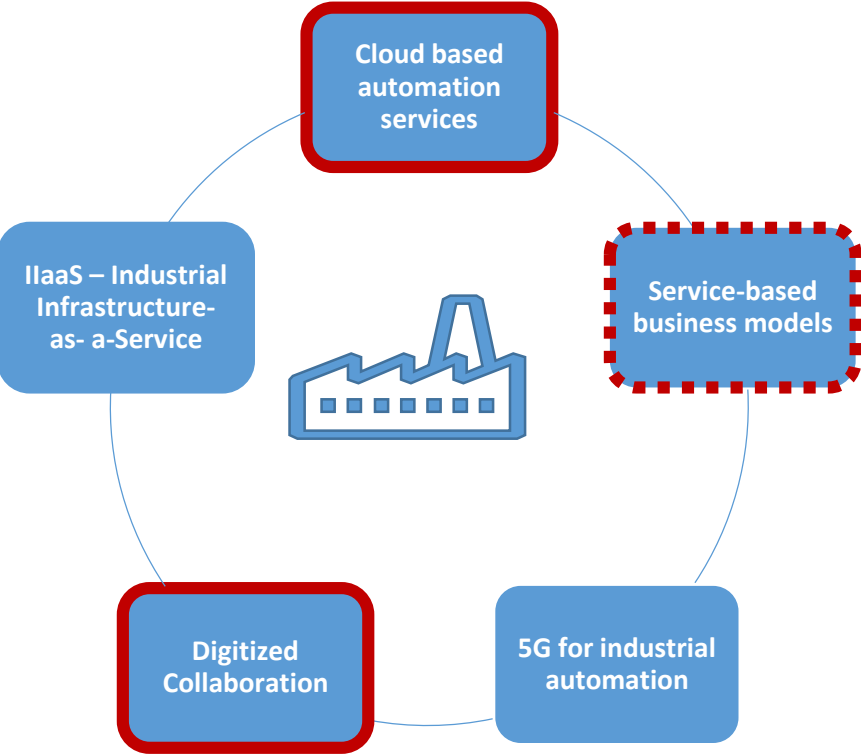 Cloud based
automation
services
Service-based
business models
5G for industrial
automation
Digitized
Collaboration
IIaaS – Industrial
Infrastructure-
as- a-Service